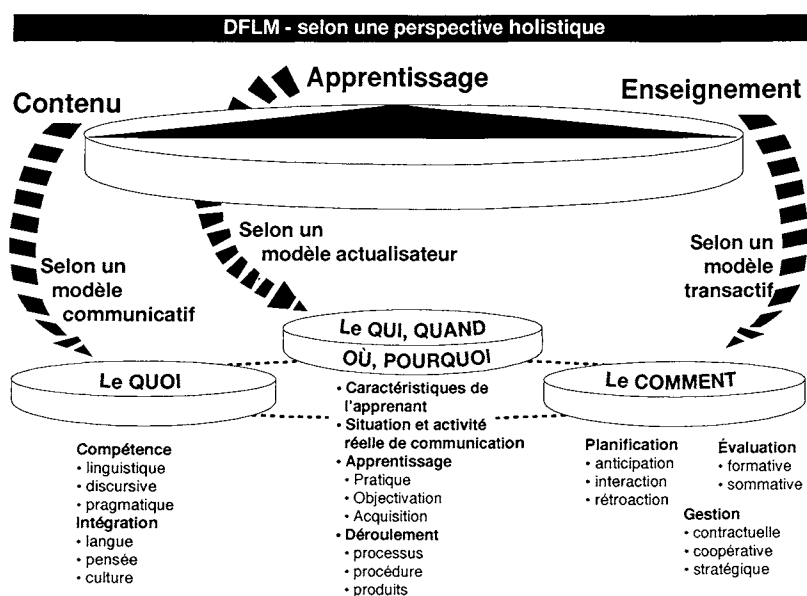 DFLM - selon une perspective holistique
Contenu
Apprentissage
Enseignement
Selon un
modèle
communicatif
Selon un
modèle actualisateur
Selon un
modèle
transactif
Le QUOI
Le QUI, QUAND
OÙ, POURQUOI
Le COMMENT
Compétence
• linguistique
• discursive
• pragmatique
Intégration
• langue
• pensée
• culture
• Caractéristiques de
l'apprenant
• Situation et activité
réelle de communication
• Apprentissage
• Pratique
• Objectivation
• Acquisition
• Déroulement
• processus
• procédure
• produits
Planification
• anticipation
• interaction
• rétroaction
Évaluation
• formative
• sommative
Gestion
• contractuelle
• coopérative
• stratégique